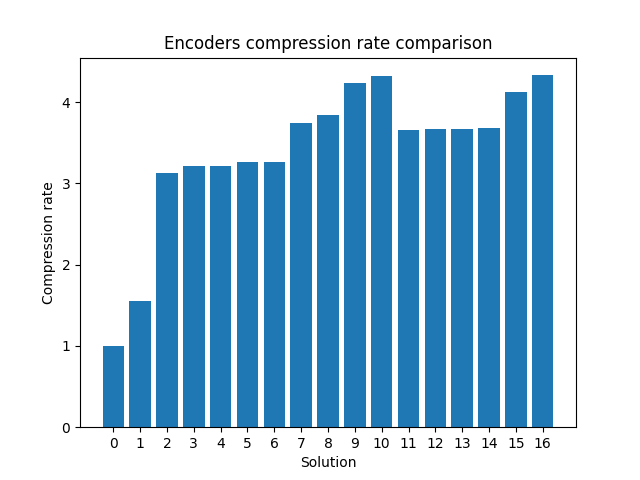 Encoders compression rate comparison
Compression rate
4
3
2
1
0
0 1 2 3 4 5 6 7 8 9 10 11 12 13 14 15 16
Solution